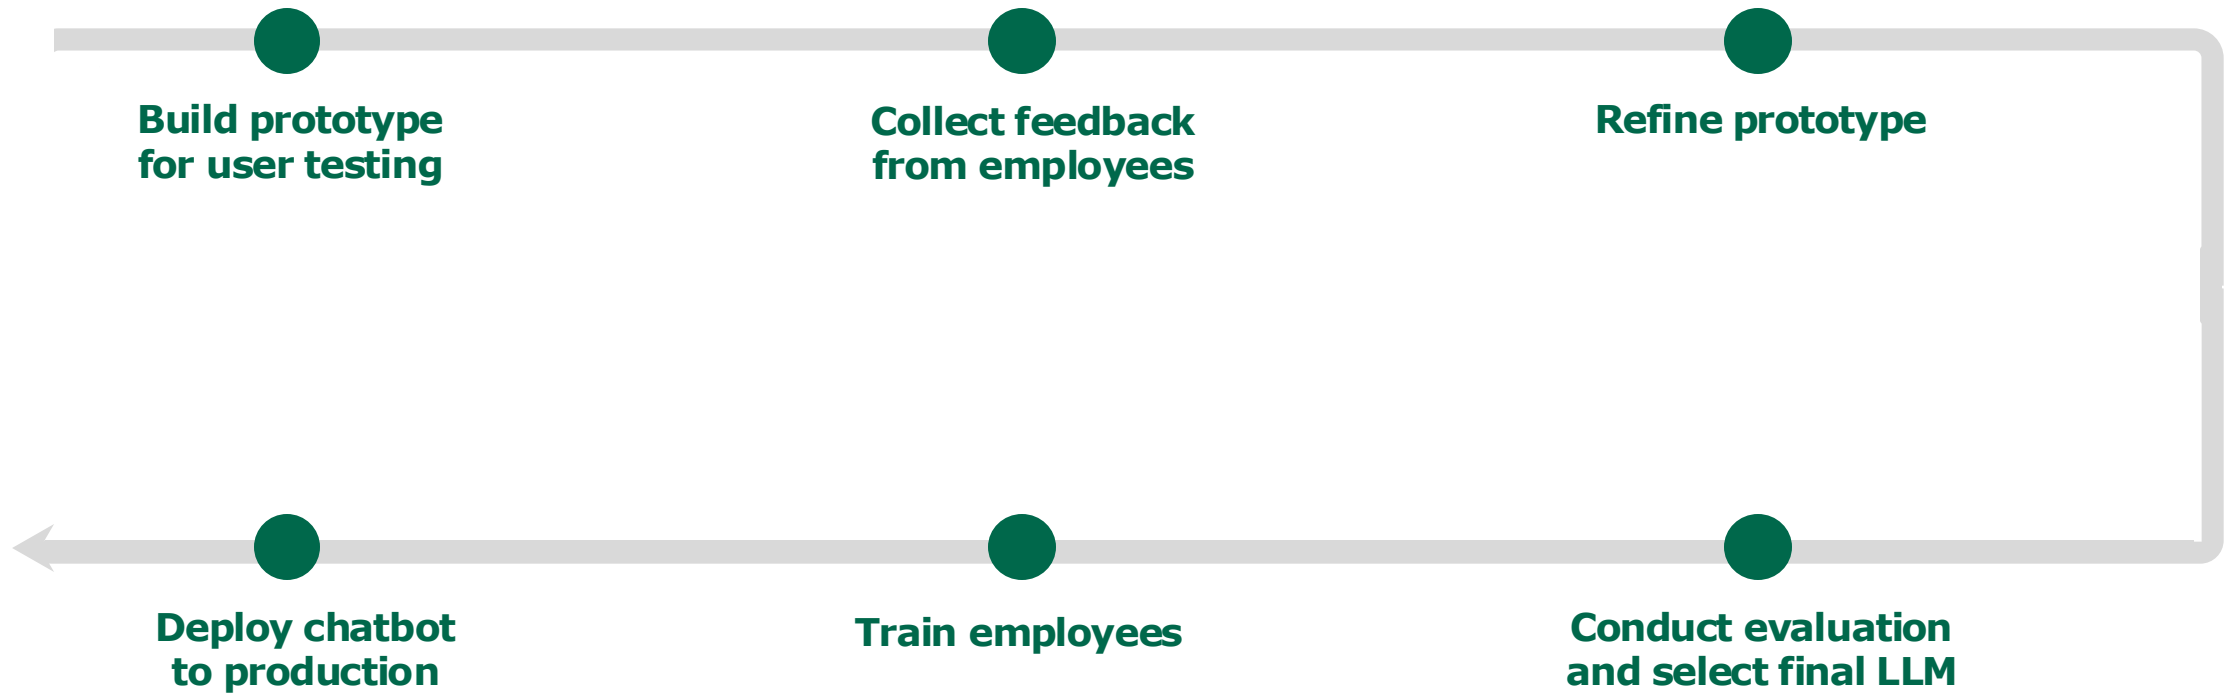 Build prototype
for user testing
Collect feedback
from employees
Refine prototype
Conduct evaluation
and select final LLM
Train employees
Deploy chatbot
to production